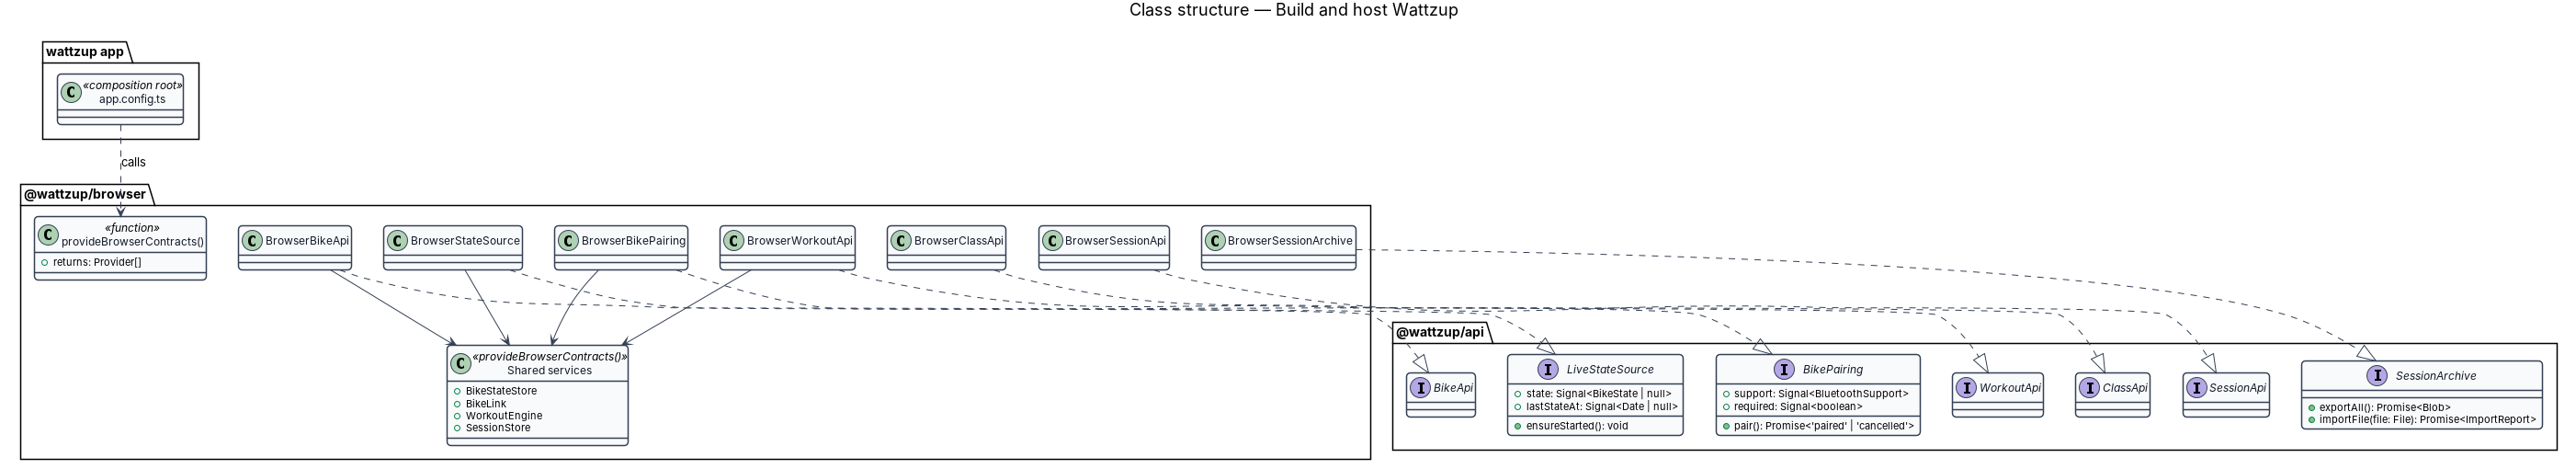 Class structure — Build and host Wattzup
wattzup app
«composition root»
app.config.ts
calls
@wattzup/browser
«function»
provideBrowserContracts()
returns: Provider[]
BrowserBikeApi
BrowserStateSource
BrowserBikePairing
BrowserWorkoutApi
BrowserClassApi
BrowserSessionApi
BrowserSessionArchive
«provideBrowserContracts()»
Shared services
BikeStateStore
BikeLink
WorkoutEngine
SessionStore
@wattzup/api
BikeApi
LiveStateSource
state: Signal<BikeState | null>
lastStateAt: Signal<Date | null>
ensureStarted(): void
BikePairing
support: Signal<BluetoothSupport>
required: Signal<boolean>
pair(): Promise<'paired' | 'cancelled'>
WorkoutApi
ClassApi
SessionApi
SessionArchive
exportAll(): Promise<Blob>
importFile(file: File): Promise<ImportReport>